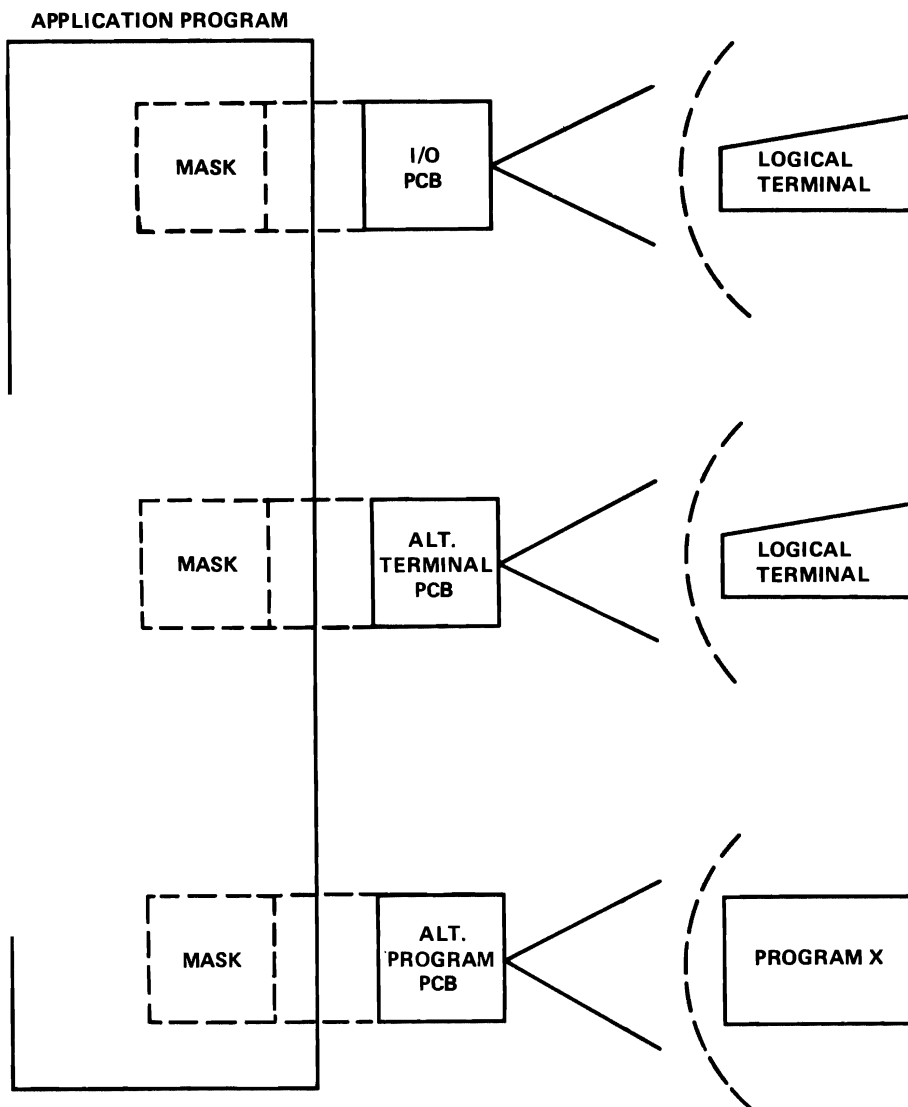 APPLICATION PROGRAM
MASK
I/O
PCB
LOGICAL
TERMINAL
MASK
ALT.
TERMINAL
PCB
LOGICAL
TERMINAL
MASK
ALT.
PROGRAM
PCB
PROGRAM X